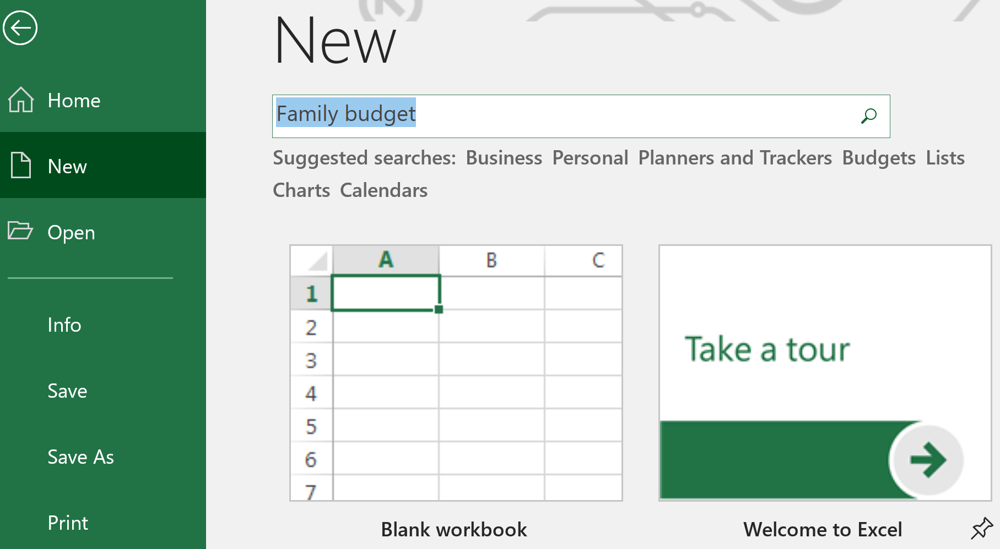 New
Home
New
Open
Info
Save
Save As
Print
Family budget
Suggested searches: Business Personal Planners and Trackers Budgets Lists
Charts Calendars
A B C
1
2
3
4
5
6
7
Blank workbook
Take a tour
Welcome to Excel